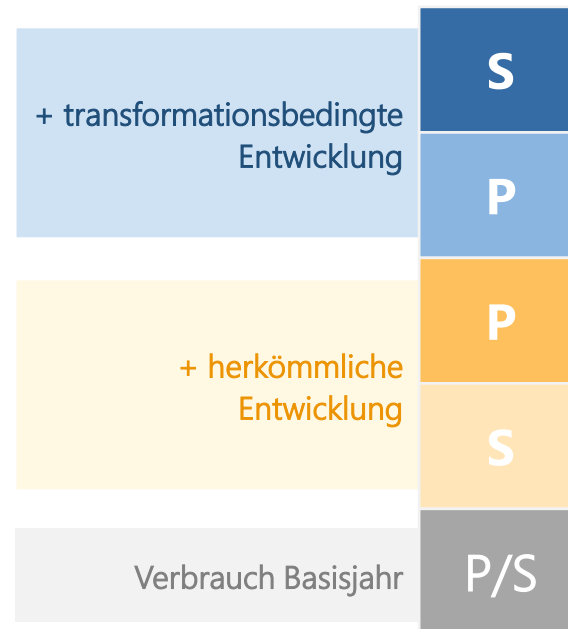 S
+ transformationsbedingte
Entwicklung
P
P
+ herkömmliche
Entwicklung
S
Verbrauch Basisjahr
P/S